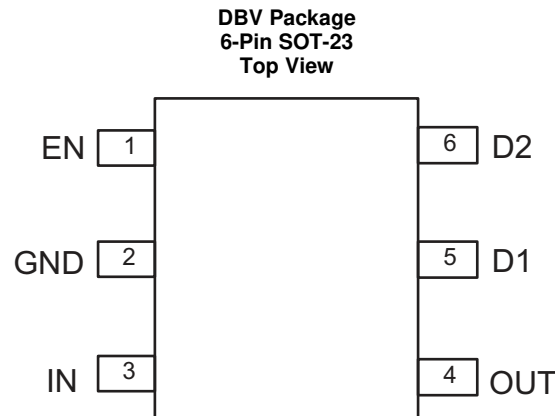 DBV Package
6-Pin SOT-23
Top View
EN 1
6 D2
GND 2
5 D1
IN 3
4 OUT